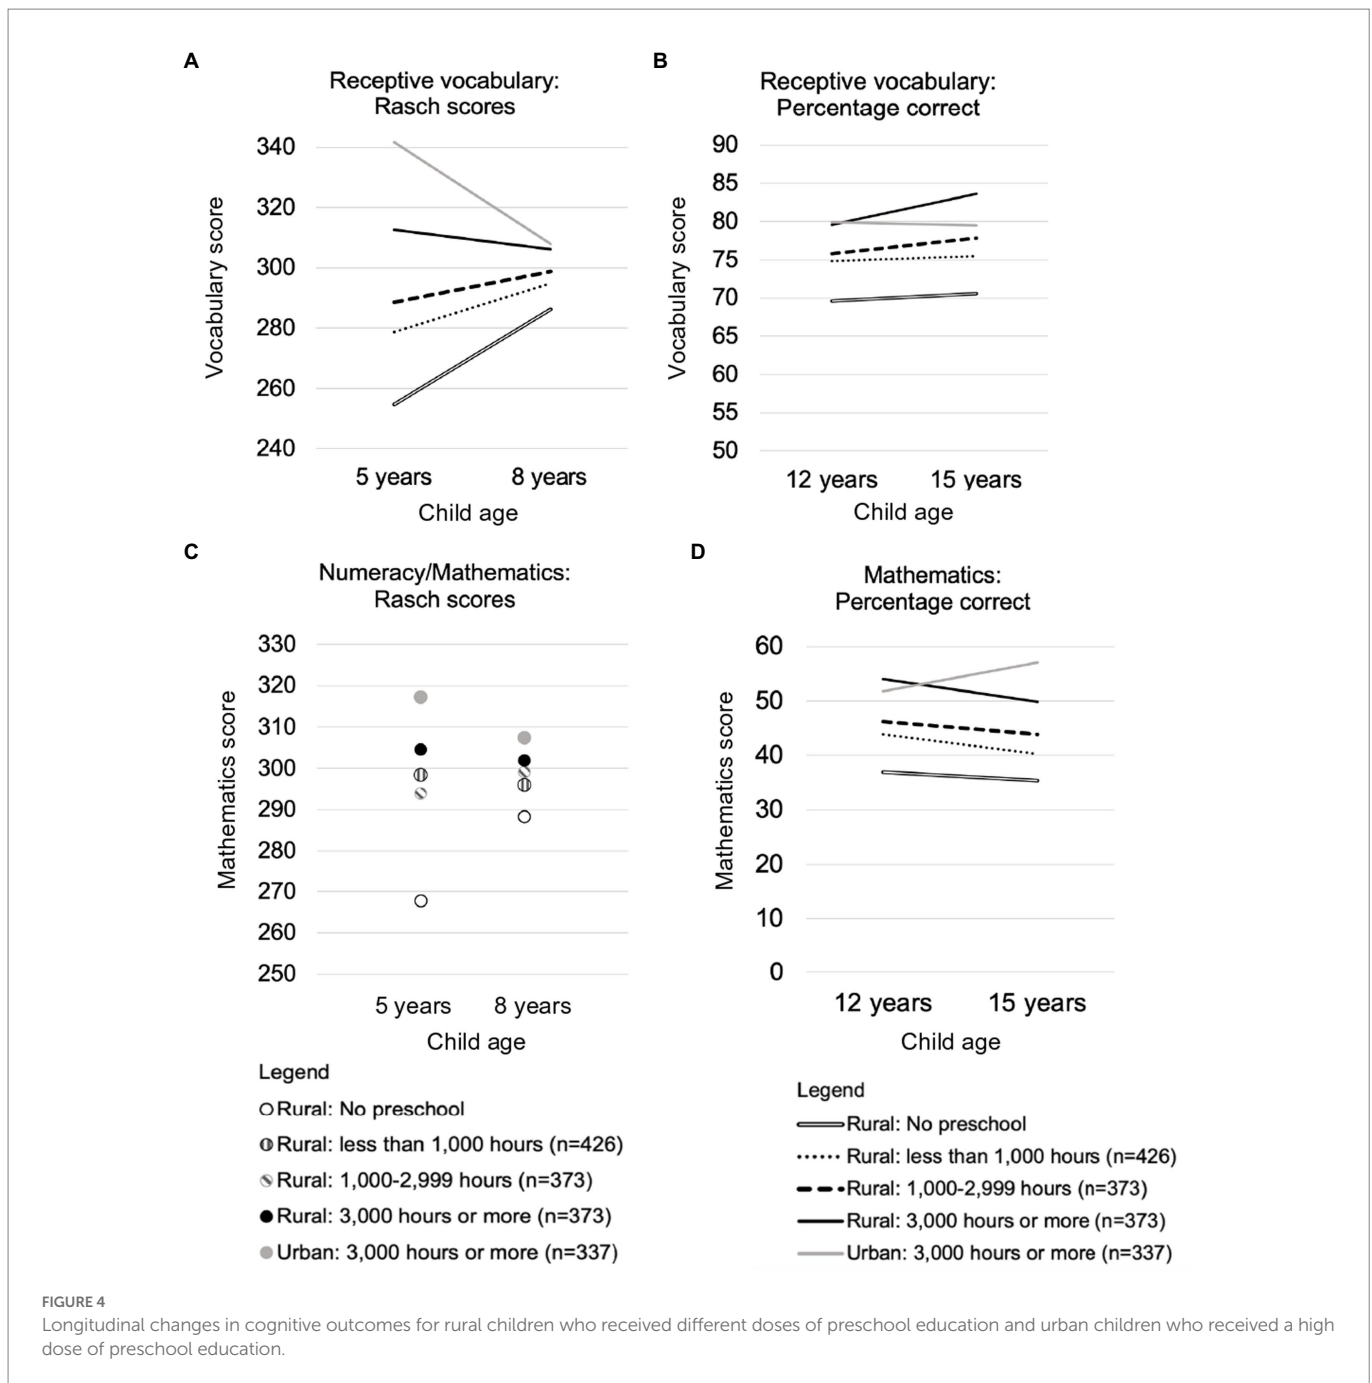 A
Receptive vocabulary:
Rasch scores
340
320
300
280
260
240
Vocabulary score
5 years
8 years
Child age
B
Receptive vocabulary:
Percentage correct
90
85
80
75
70
65
60
55
50
Vocabulary score
12 years
15 years
Child age
C
Numeracy/Mathematics:
Rasch scores
330
320
310
300
290
280
270
260
250
Mathematics score
5 years
8 years
Child age
Legend
Rural: No preschool
Rural: less than 1,000 hours (n=426)
Rural: 1,000-2,999 hours (n=373)
Rural: 3,000 hours or more (n=373)
Urban: 3,000 hours or more (n=337)
D
Mathematics:
Percentage correct
60
50
40
30
20
10
0
Mathematics score
12 years
15 years
Child age
Legend
Rural: No preschool
Rural: less than 1,000 hours (n=426)
Rural: 1,000-2,999 hours (n=373)
Rural: 3,000 hours or more (n=373)
Urban: 3,000 hours or more (n=337)
FIGURE 4
Longitudinal changes in cognitive outcomes for rural children who received different doses of preschool education and urban children who received a high
dose of preschool education.